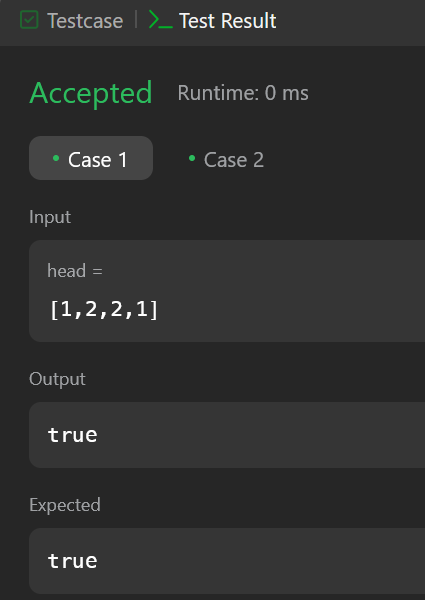 Testcase | >_ Test Result
Accepted Runtime: 0 ms
• Case 1 • Case 2
Input
head =
[1,2,2,1]
Output
true
Expected
true